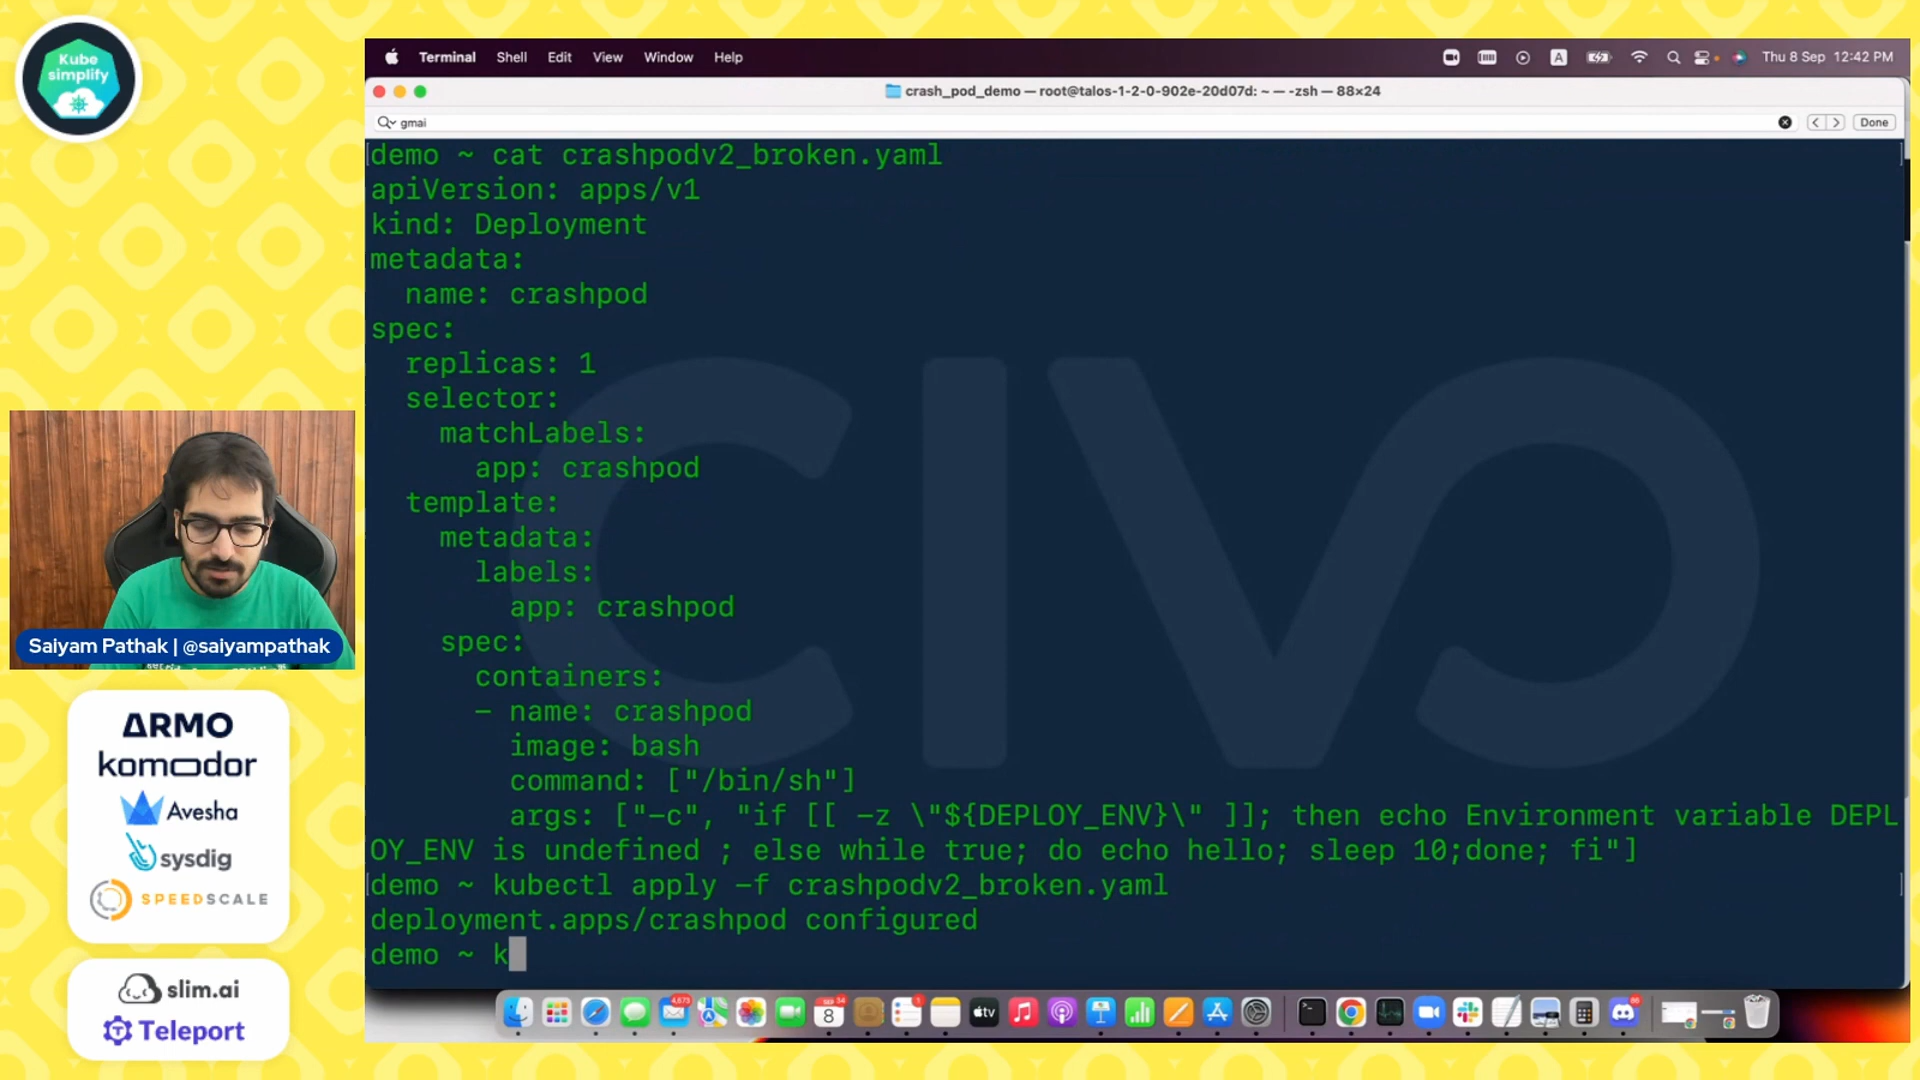 Kube
simplify
Terminal Shell Edit View Window Help
Thu 8 Sep 12:42 PM
crash_pod_demo — root@talos-1-2-0-902e-20d07d: ~ — -zsh — 88×24
gmai
Done
demo ~ cat crashpodv2_broken.yaml
apiVersion: apps/v1
kind: Deployment
metadata:
  name: crashpod
spec:
  replicas: 1
  selector:
    matchLabels:
      app: crashpod
  template:
    metadata:
      labels:
        app: crashpod
    spec:
      containers:
      - name: crashpod
        image: bash
        command: ["/bin/sh"]
        args: ["-c", "if [[ -z \"${DEPLOY_ENV}\" ]]; then echo Environment variable DEPL
OY_ENV is undefined ; else while true; do echo hello; sleep 10;done; fi"]
demo ~ kubectl apply -f crashpodv2_broken.yaml
deployment.apps/crashpod configured
demo ~ k
CIVO
Saiyam Pathak | @saiyampathak
ARMO
komodor
Avesha
sysdig
SPEEDSCALE
slim.ai
Teleport
4,873
8
tv